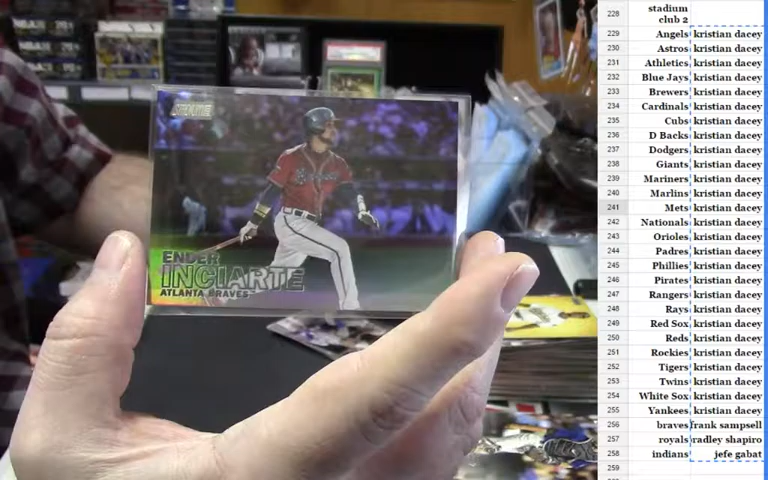 ENDER
INCIARTE
ATLANTA BRAVES
228 stadium
club 2
229 Angels kristian dacey
230 Astros kristian dacey
231 Athletics kristian dacey
232 Blue Jays kristian dacey
233 Brewers kristian dacey
234 Cardinals kristian dacey
235 Cubs kristian dacey
236 D Backs kristian dacey
237 Dodgers kristian dacey
238 Giants kristian dacey
239 Mariners kristian dacey
240 Marlins kristian dacey
241 Mets kristian dacey
242 Nationals kristian dacey
243 Orioles kristian dacey
244 Padres kristian dacey
245 Phillies kristian dacey
246 Pirates kristian dacey
247 Rangers kristian dacey
248 Rays kristian dacey
249 Red Sox kristian dacey
250 Reds kristian dacey
251 Rockies kristian dacey
252 Tigers kristian dacey
253 Twins kristian dacey
254 White Sox kristian dacey
255 Yankees kristian dacey
256 braves frank sampsell
257 royals radley shapiro
258 indians jefe gabat
259